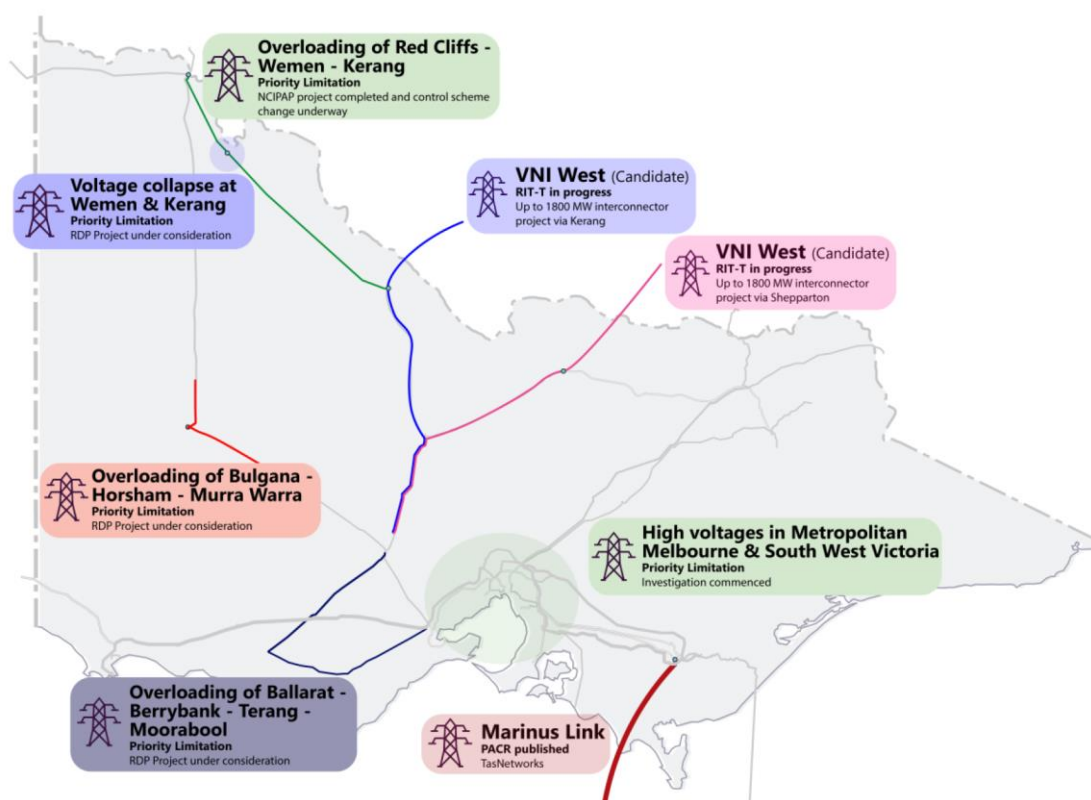 Overloading of Red Cliffs -
Wemen - Kerang
Priority Limitation
NCIPAP project completed and control scheme
change underway
Voltage collapse at
Wemen & Kerang
Priority Limitation
RDP Project under consideration
VNI West (Candidate)
RIT-T in progress
Up to 1800 MW interconnector
project via Kerang
VNI West (Candidate)
RIT-T in progress
Up to 1800 MW interconnector
project via Shepparton
Overloading of Bulgana -
Horsham - Murra Warra
Priority Limitation
RDP Project under consideration
High voltages in Metropolitan
Melbourne & South West Victoria
Priority Limitation
Investigation commenced
Overloading of Ballarat -
Berrybank - Terang -
Moorabool
Priority Limitation
RDP Project under consideration
Marinus Link
PACR published
TasNetworks